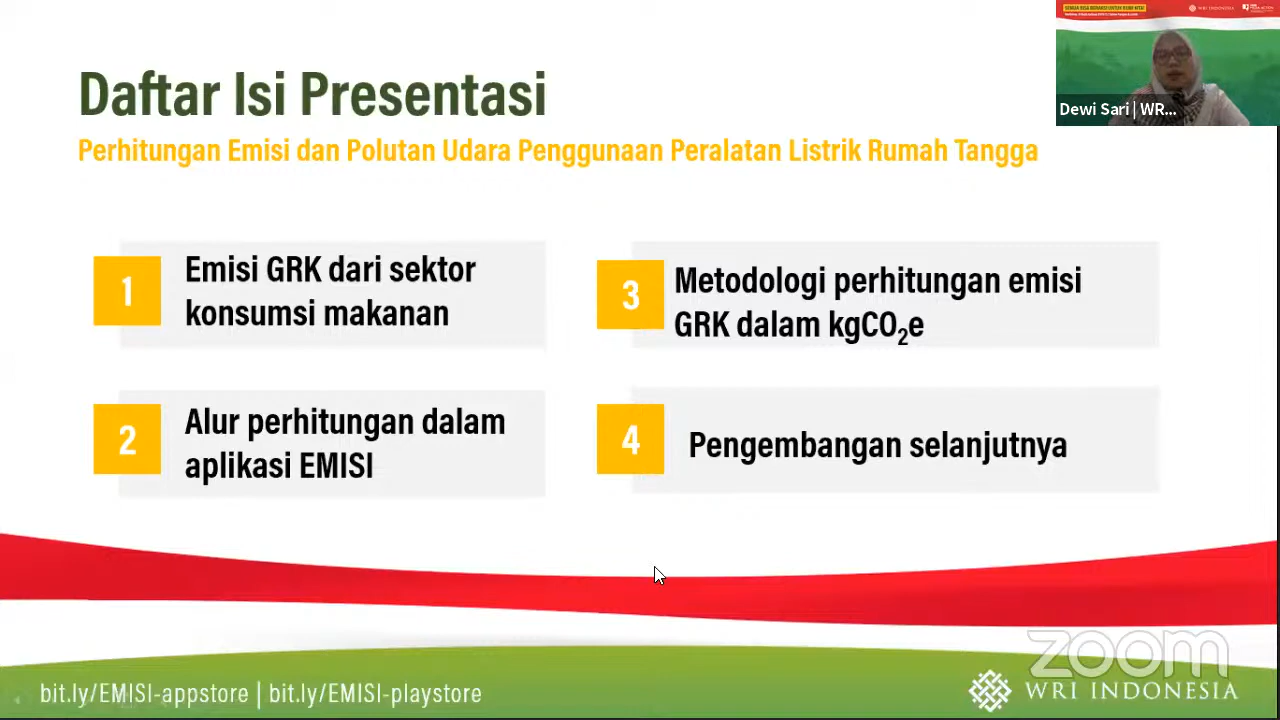 Daftar Isi Presentasi
Perhitungan Emisi dan Polutan Udara Penggunaan Peralatan Listrik Rumah Tangga
1
Emisi GRK dari sektor
konsumsi makanan
2
Alur perhitungan dalam
aplikasi EMISI
3
Metodologi perhitungan emisi
GRK dalam kgCO₂e
4
Pengembangan selanjutnya
WRI INDONESIA
Dewi Sari | WR...
zoom
bit.ly/EMISI-appstore | bit.ly/EMISI-playstore
WRI INDONESIA